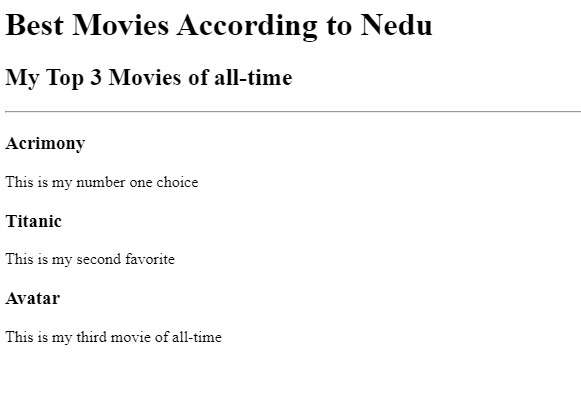 Best Movies According to Nedu
My Top 3 Movies of all-time
Acrimony
This is my number one choice
Titanic
This is my second favorite
Avatar
This is my third movie of all-time